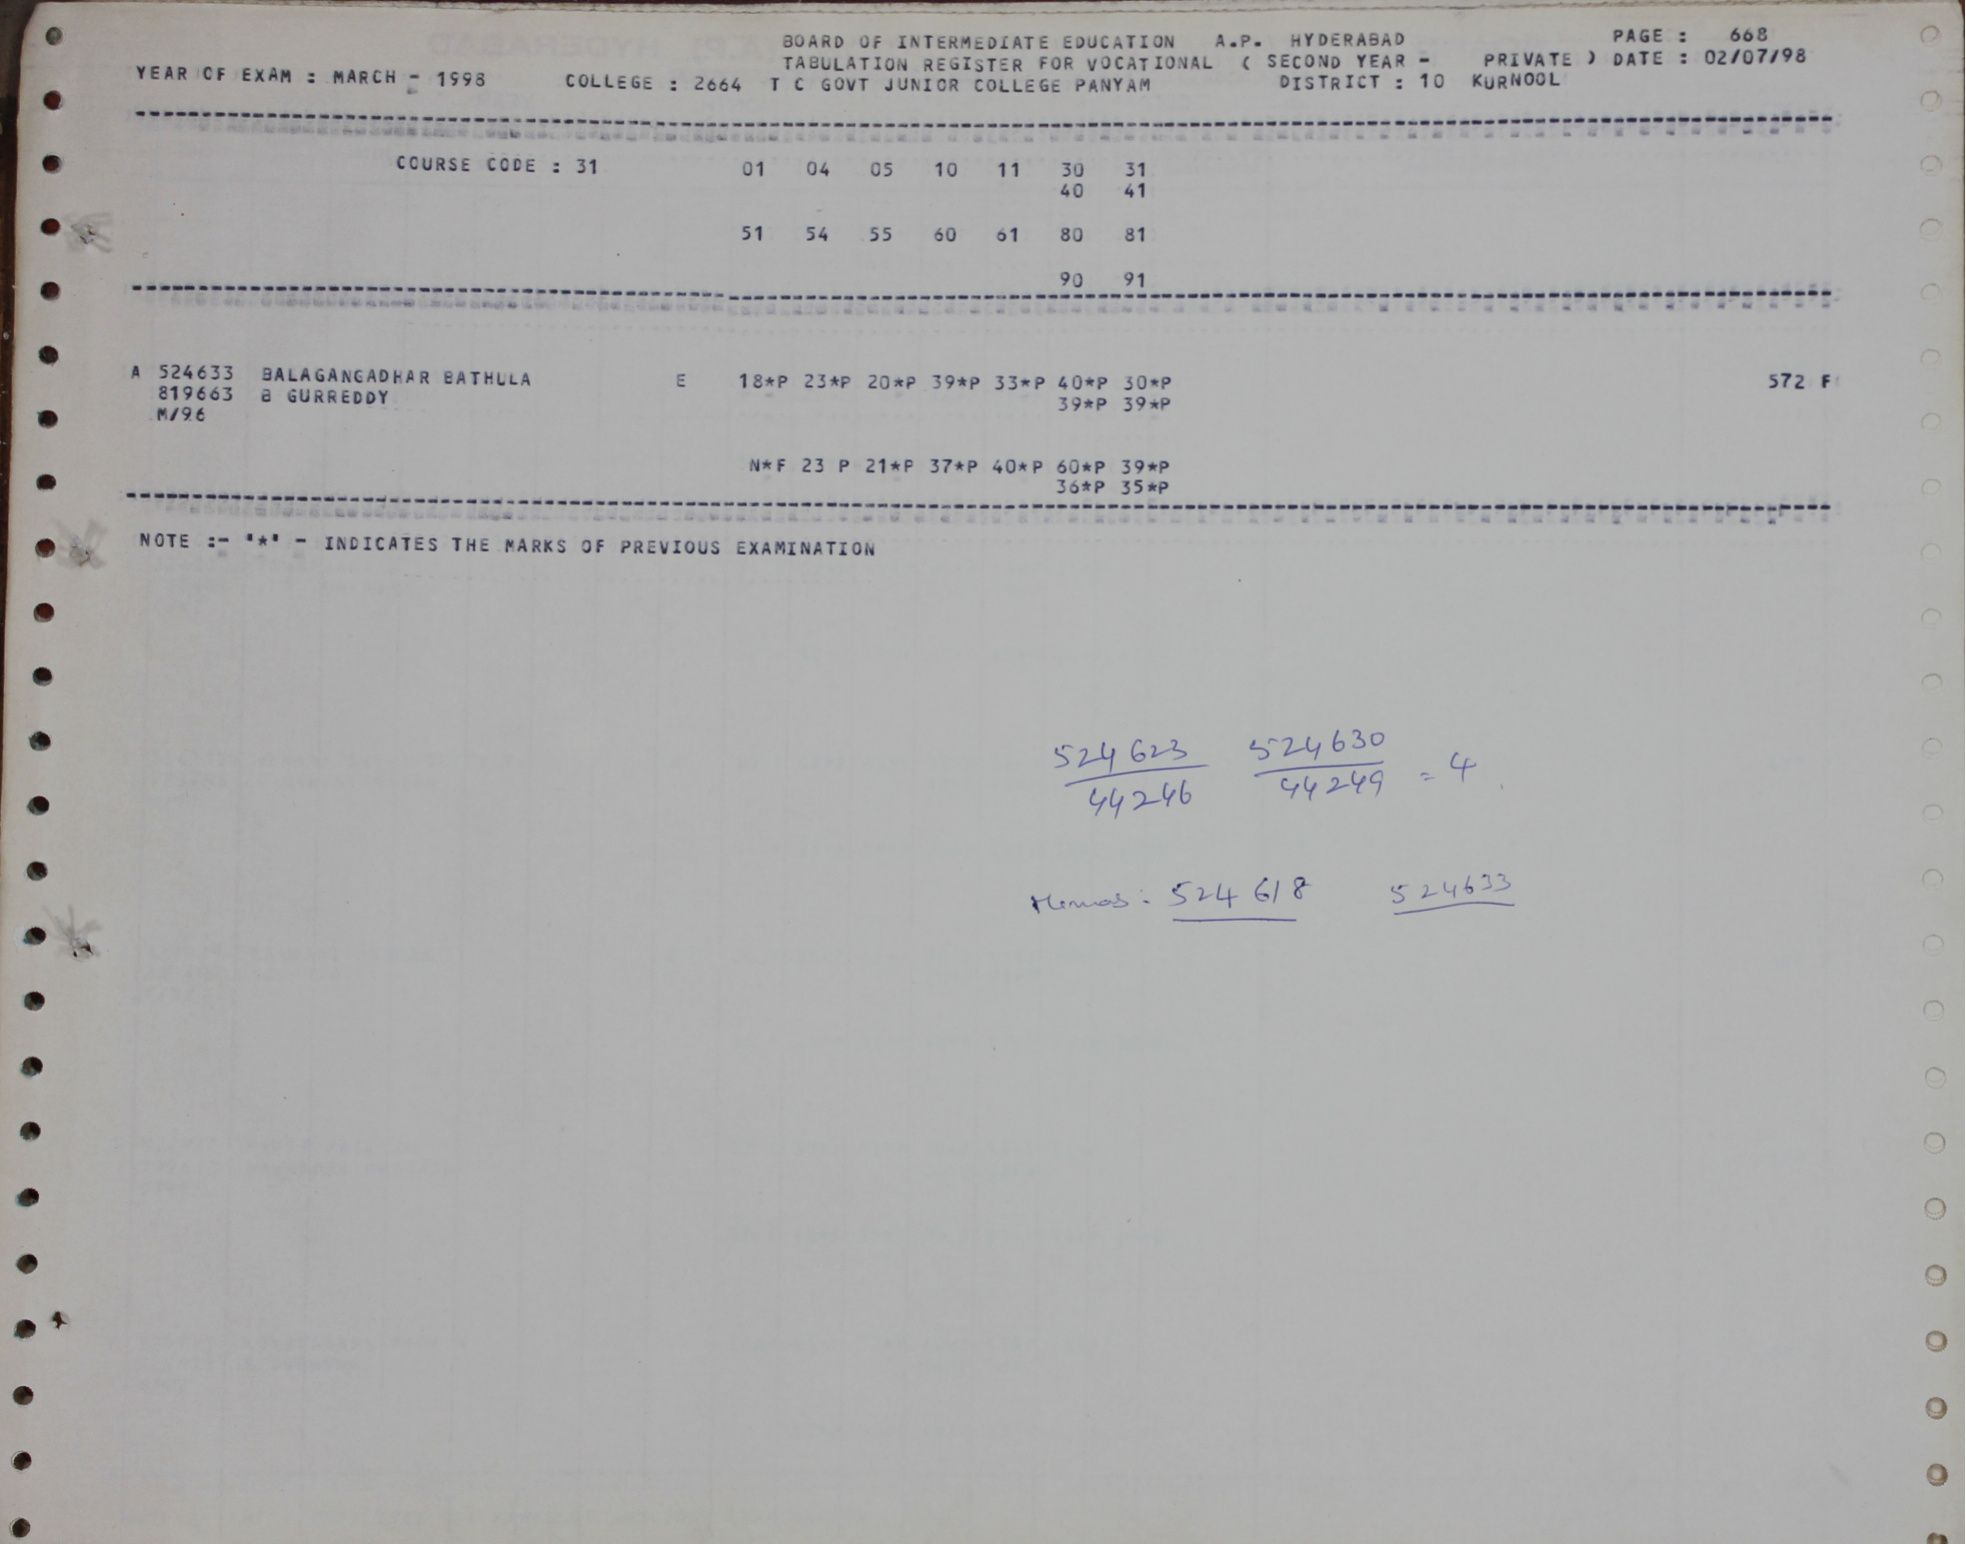 BOARD OF INTERMEDIATE EDUCATION A.P. HYDERABAD PAGE : 668
TABULATION REGISTER FOR VOCATIONAL ( SECOND YEAR - PRIVATE ) DATE : 02/07/98
YEAR OF EXAM : MARCH - 1998 COLLEGE : 2664 T C GOVT JUNIOR COLLEGE PANYAM DISTRICT : 10 KURNOOL
COURSE CODE : 31 01 04 05 10 11 30 31
40 41
51 54 55 60 61 80 81
90 91
A 524633 BALAGANGADHAR BATHULA E 18*P 23*P 20*P 39*P 33*P 40*P 30*P 572 F
819663 B GURREDDY 39*P 39*P
M/96
N*F 23 P 21*P 37*P 40*P 60*P 39*P
36*P 35*P
NOTE :- "*" - INDICATES THE MARKS OF PREVIOUS EXAMINATION
524623 524630
44246 44249 = 4
524618 524633